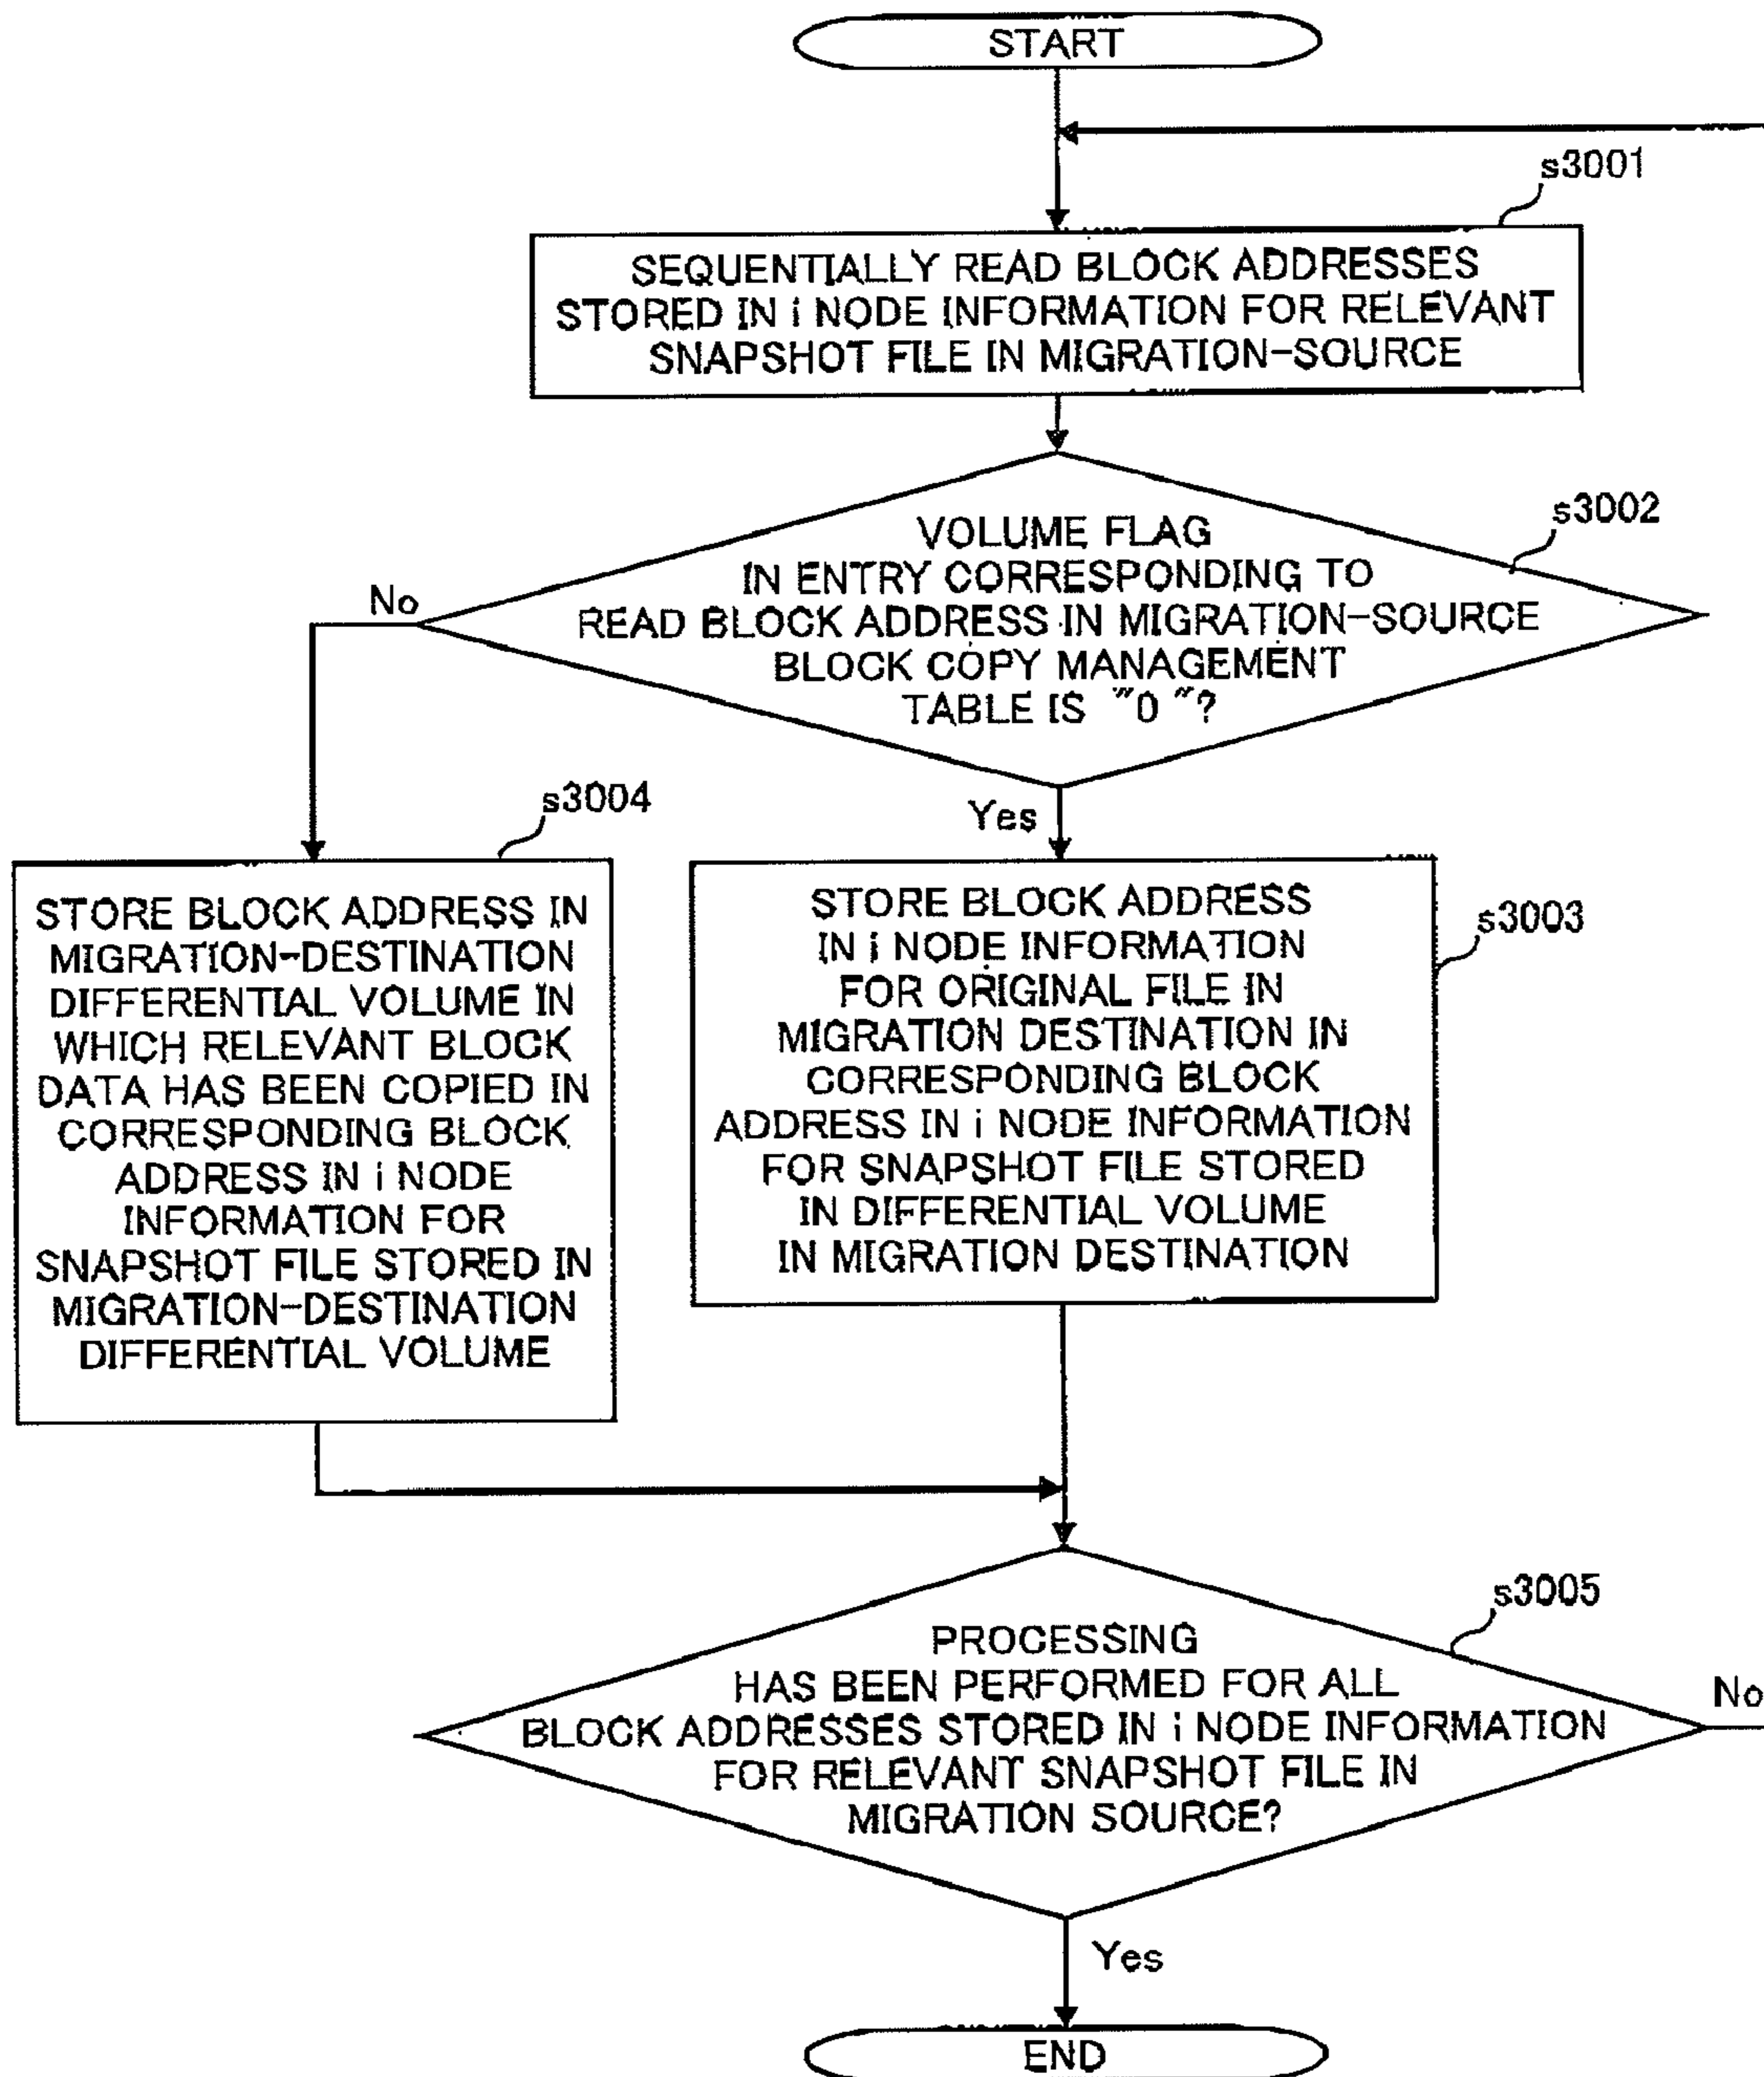 START
s3001
SEQUENTIALLY READ BLOCK ADDRESSES
STORED IN i NODE INFORMATION FOR RELEVANT
SNAPSHOT FILE IN MIGRATION-SOURCE
s3002
VOLUME FLAG
IN ENTRY CORRESPONDING TO
READ BLOCK ADDRESS IN MIGRATION-SOURCE
BLOCK COPY MANAGEMENT
TABLE IS "0"?
No
Yes
s3004
STORE BLOCK ADDRESS IN
MIGRATION-DESTINATION
DIFFERENTIAL VOLUME IN
WHICH RELEVANT BLOCK
DATA HAS BEEN COPIED IN
CORRESPONDING BLOCK
ADDRESS IN i NODE
INFORMATION FOR
SNAPSHOT FILE STORED IN
MIGRATION-DESTINATION
DIFFERENTIAL VOLUME
s3003
STORE BLOCK ADDRESS
IN i NODE INFORMATION
FOR ORIGINAL FILE IN
MIGRATION DESTINATION IN
CORRESPONDING BLOCK
ADDRESS IN i NODE INFORMATION
FOR SNAPSHOT FILE STORED
IN DIFFERENTIAL VOLUME
IN MIGRATION DESTINATION
s3005
PROCESSING
HAS BEEN PERFORMED FOR ALL
BLOCK ADDRESSES STORED IN i NODE INFORMATION
FOR RELEVANT SNAPSHOT FILE IN
MIGRATION SOURCE?
No
Yes
END